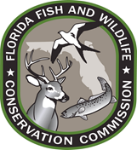 FLORIDA FISH AND WILDLIFE
CONSERVATION COMMISSION